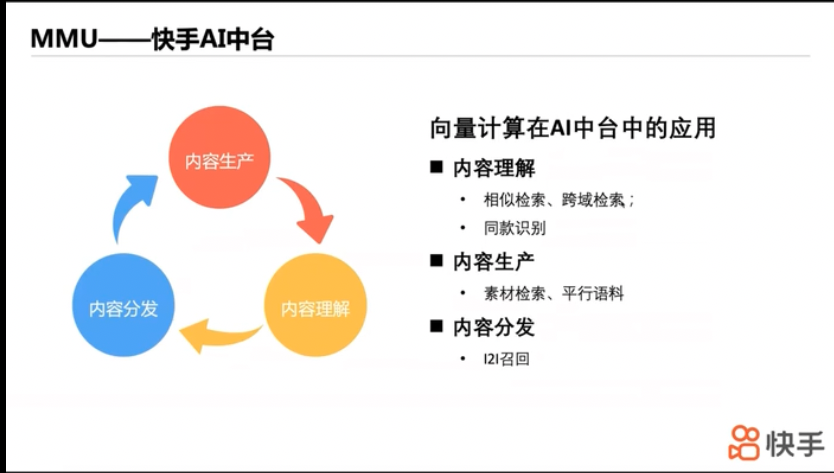 MMU——快手AI中台
内容生产
内容分发
内容理解
向量计算在AI中台中的应用
■ 内容理解
• 相似检索、跨域检索；
• 同款识别
■ 内容生产
• 素材检索、平行语料
■ 内容分发
• I2I召回
快手